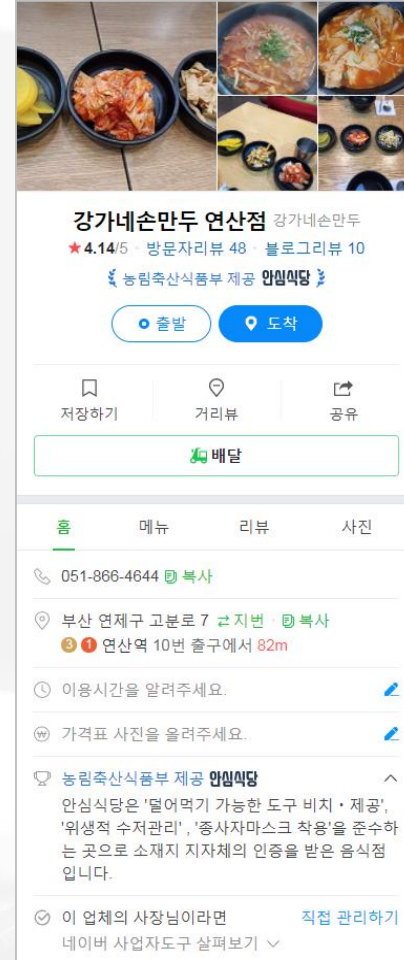 강가네손만두 연산점 강가네손만두
★4.14/5 · 방문자리뷰 48 · 블로그리뷰 10
농림축산식품부 제공 안심식당
출발 도착
저장하기 거리뷰 공유
배달
홈 메뉴 리뷰 사진
051-866-4644 복사
부산 연제구 고분로 7 지번 · 복사
3 1 연산역 10번 출구에서 82m
이용시간을 알려주세요.
가격표 사진을 올려주세요.
농림축산식품부 제공 안심식당
안심식당은 '덜어먹기 가능한 도구 비치・제공',
'위생적 수저관리' , '종사자마스크 착용'을 준수하
는 곳으로 소재지 지자체의 인증을 받은 음식점
입니다.
이 업체의 사장님이라면 직접 관리하기
네이버 사업자도구 살펴보기